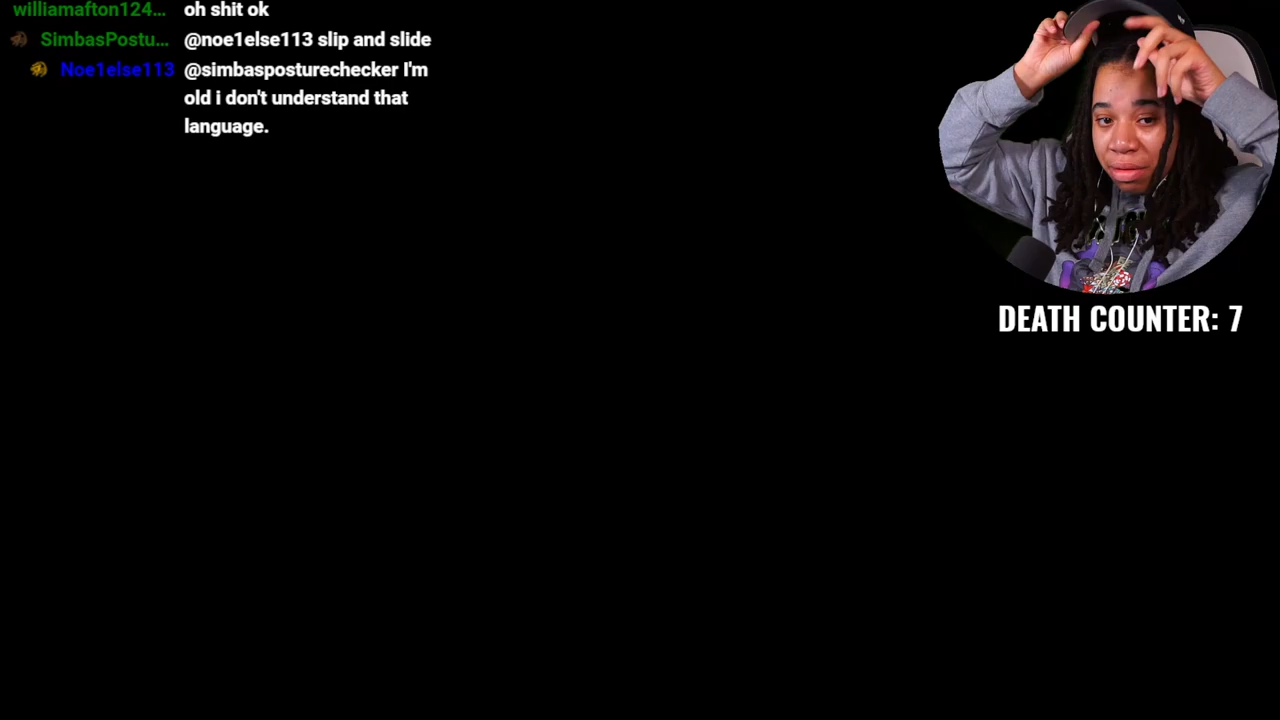 williamafton124... oh shit ok
SimbasPostu... @noe1else113 slip and slide
Noe1else113 @simbasposturechecker I'm
old i don't understand that
language.
DEATH COUNTER: 7